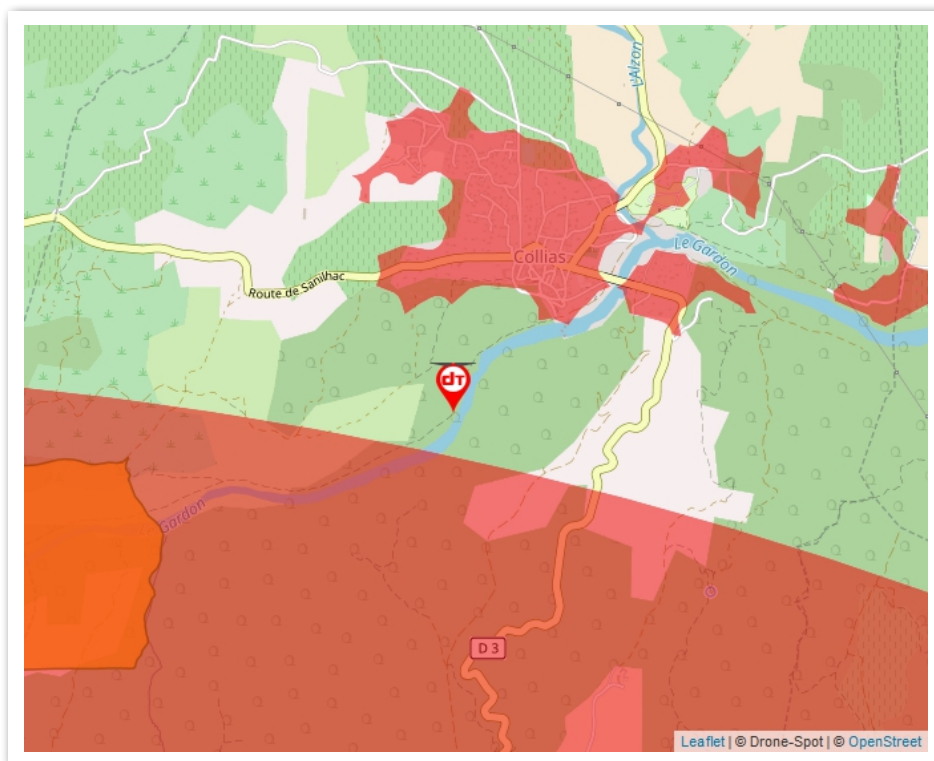 L'Alzon
Le Gardon
Collias
Route de Sanilhac
dT
Gardon
D 3
Leaflet | © Drone-Spot | © OpenStreet